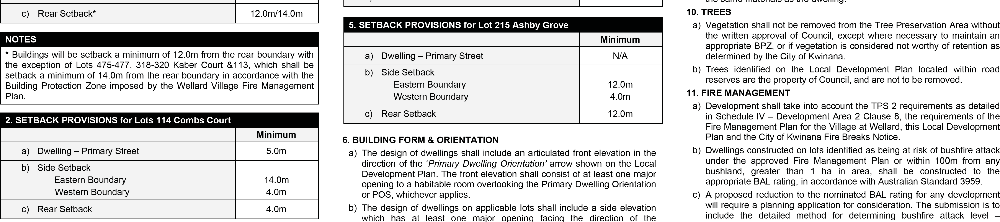 c) Rear Setback* 12.0m/14.0m
NOTES
* Buildings will be setback a minimum of 12.0m from the rear boundary with
the exception of Lots 475-477, 318-320 Kaber Court &113, which shall be
setback a minimum of 14.0m from the rear boundary in accordance with the
Building Protection Zone imposed by the Wellard Village Fire Management
Plan.
2. SETBACK PROVISIONS for Lots 114 Combs Court
Minimum
a) Dwelling – Primary Street 5.0m
b) Side Setback
Eastern Boundary 14.0m
Western Boundary 4.0m
c) Rear Setback 4.0m
5. SETBACK PROVISIONS for Lot 215 Ashby Grove
Minimum
a) Dwelling – Primary Street N/A
b) Side Setback
Eastern Boundary 12.0m
Western Boundary 4.0m
c) Rear Setback 12.0m
6. BUILDING FORM & ORIENTATION
a) The design of dwellings shall include an articulated front elevation in the
direction of the ‘Primary Dwelling Orientation’ arrow shown on the Local
Development Plan. The front elevation shall consist of at least one major
opening to a habitable room overlooking the Primary Dwelling Orientation
or POS, whichever applies.
b) The design of dwellings on applicable lots shall include a side elevation
which has at least one major opening facing the direction of the
the same materials as the dwelling.
10. TREES
a) Vegetation shall not be removed from the Tree Preservation Area without
the written approval of Council, except where necessary to maintain an
appropriate BPZ, or if vegetation is considered not worthy of retention as
determined by the City of Kwinana.
b) Trees identified on the Local Development Plan located within road
reserves are the property of Council, and are not to be removed.
11. FIRE MANAGEMENT
a) Development shall take into account the TPS 2 requirements as detailed
in Schedule IV – Development Area 2 Clause 8, the requirements of the
Fire Management Plan for the Village at Wellard, this Local Development
Plan and the City of Kwinana Fire Breaks Notice.
b) Dwellings constructed on lots identified as being at risk of bushfire attack
under the approved Fire Management Plan or within 100m from any
bushland, greater than 1 ha in area, shall be constructed to the
appropriate BAL rating, in accordance with Australian Standard 3959.
c) A proposed reduction to the nominated BAL rating for any development
will require a planning application for consideration. The submission is to
include the detailed method for determining bushfire attack level –